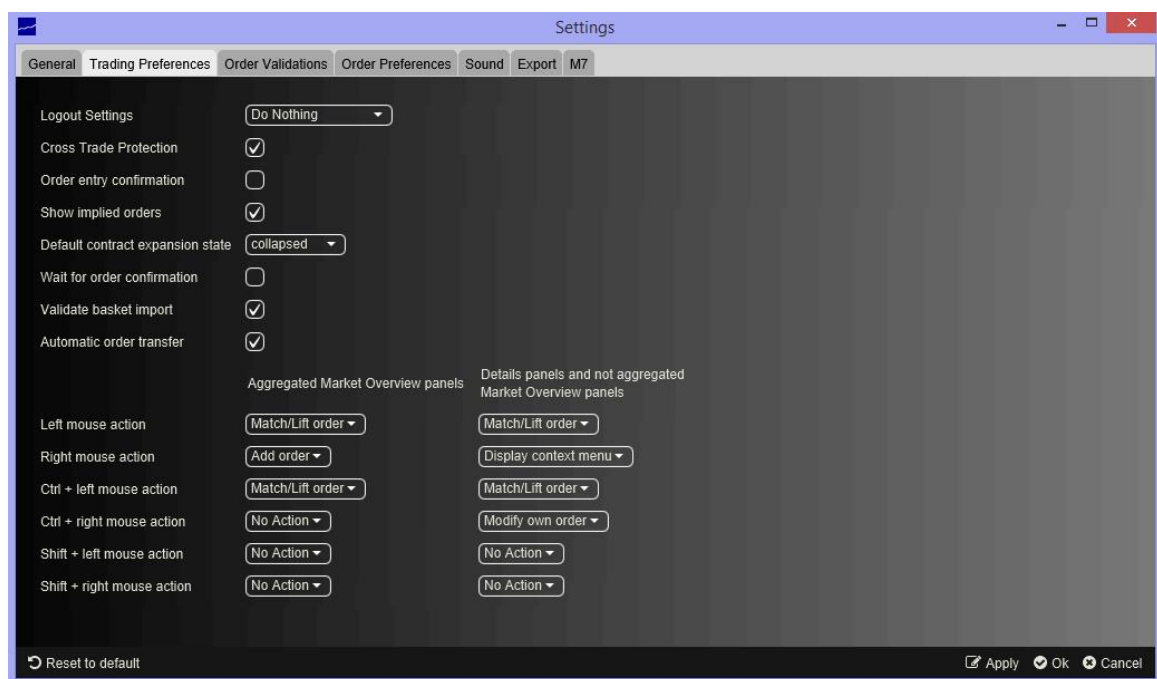 Settings
General Trading Preferences Order Validations Order Preferences Sound Export M7
Logout Settings Do Nothing
Cross Trade Protection
Order entry confirmation
Show implied orders
Default contract expansion state collapsed
Wait for order confirmation
Validate basket import
Automatic order transfer
Aggregated Market Overview panels Details panels and not aggregated
Market Overview panels
Left mouse action Match/Lift order Match/Lift order
Right mouse action Add order Display context menu
Ctrl + left mouse action Match/Lift order Match/Lift order
Ctrl + right mouse action No Action Modify own order
Shift + left mouse action No Action No Action
Shift + right mouse action No Action No Action
Reset to default Apply Ok Cancel